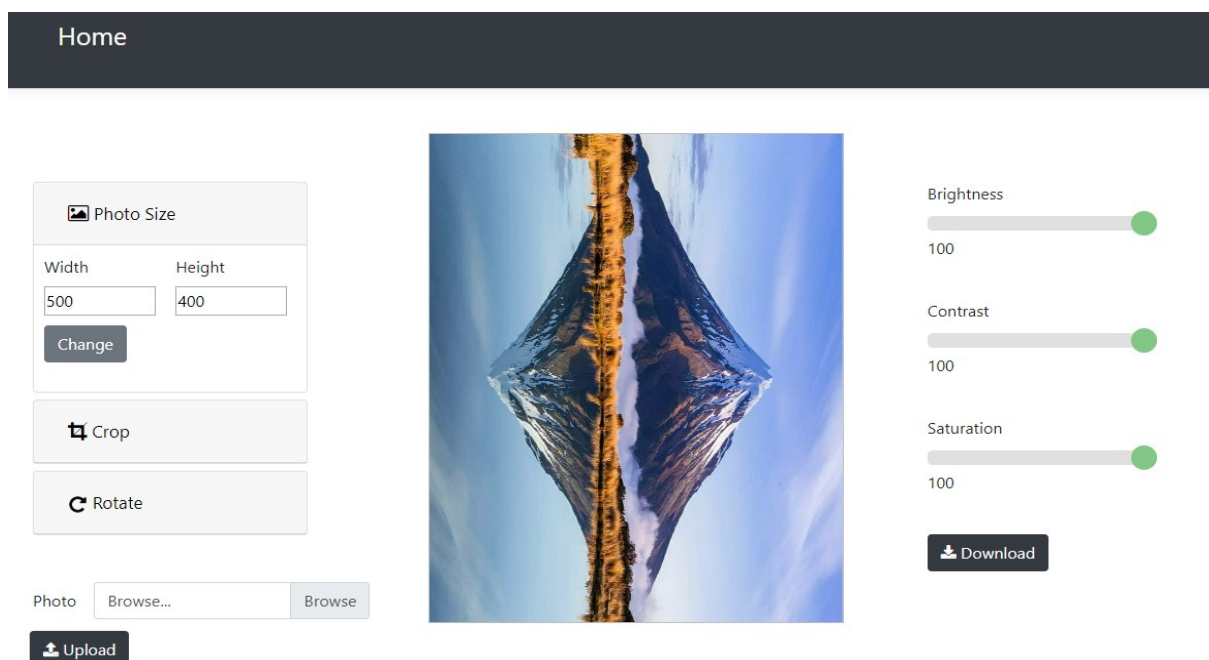 Home
Photo Size
Width Height
500 400
Change
Crop
Rotate
Photo Browse... Browse
Upload
Brightness
100
Contrast
100
Saturation
100
Download